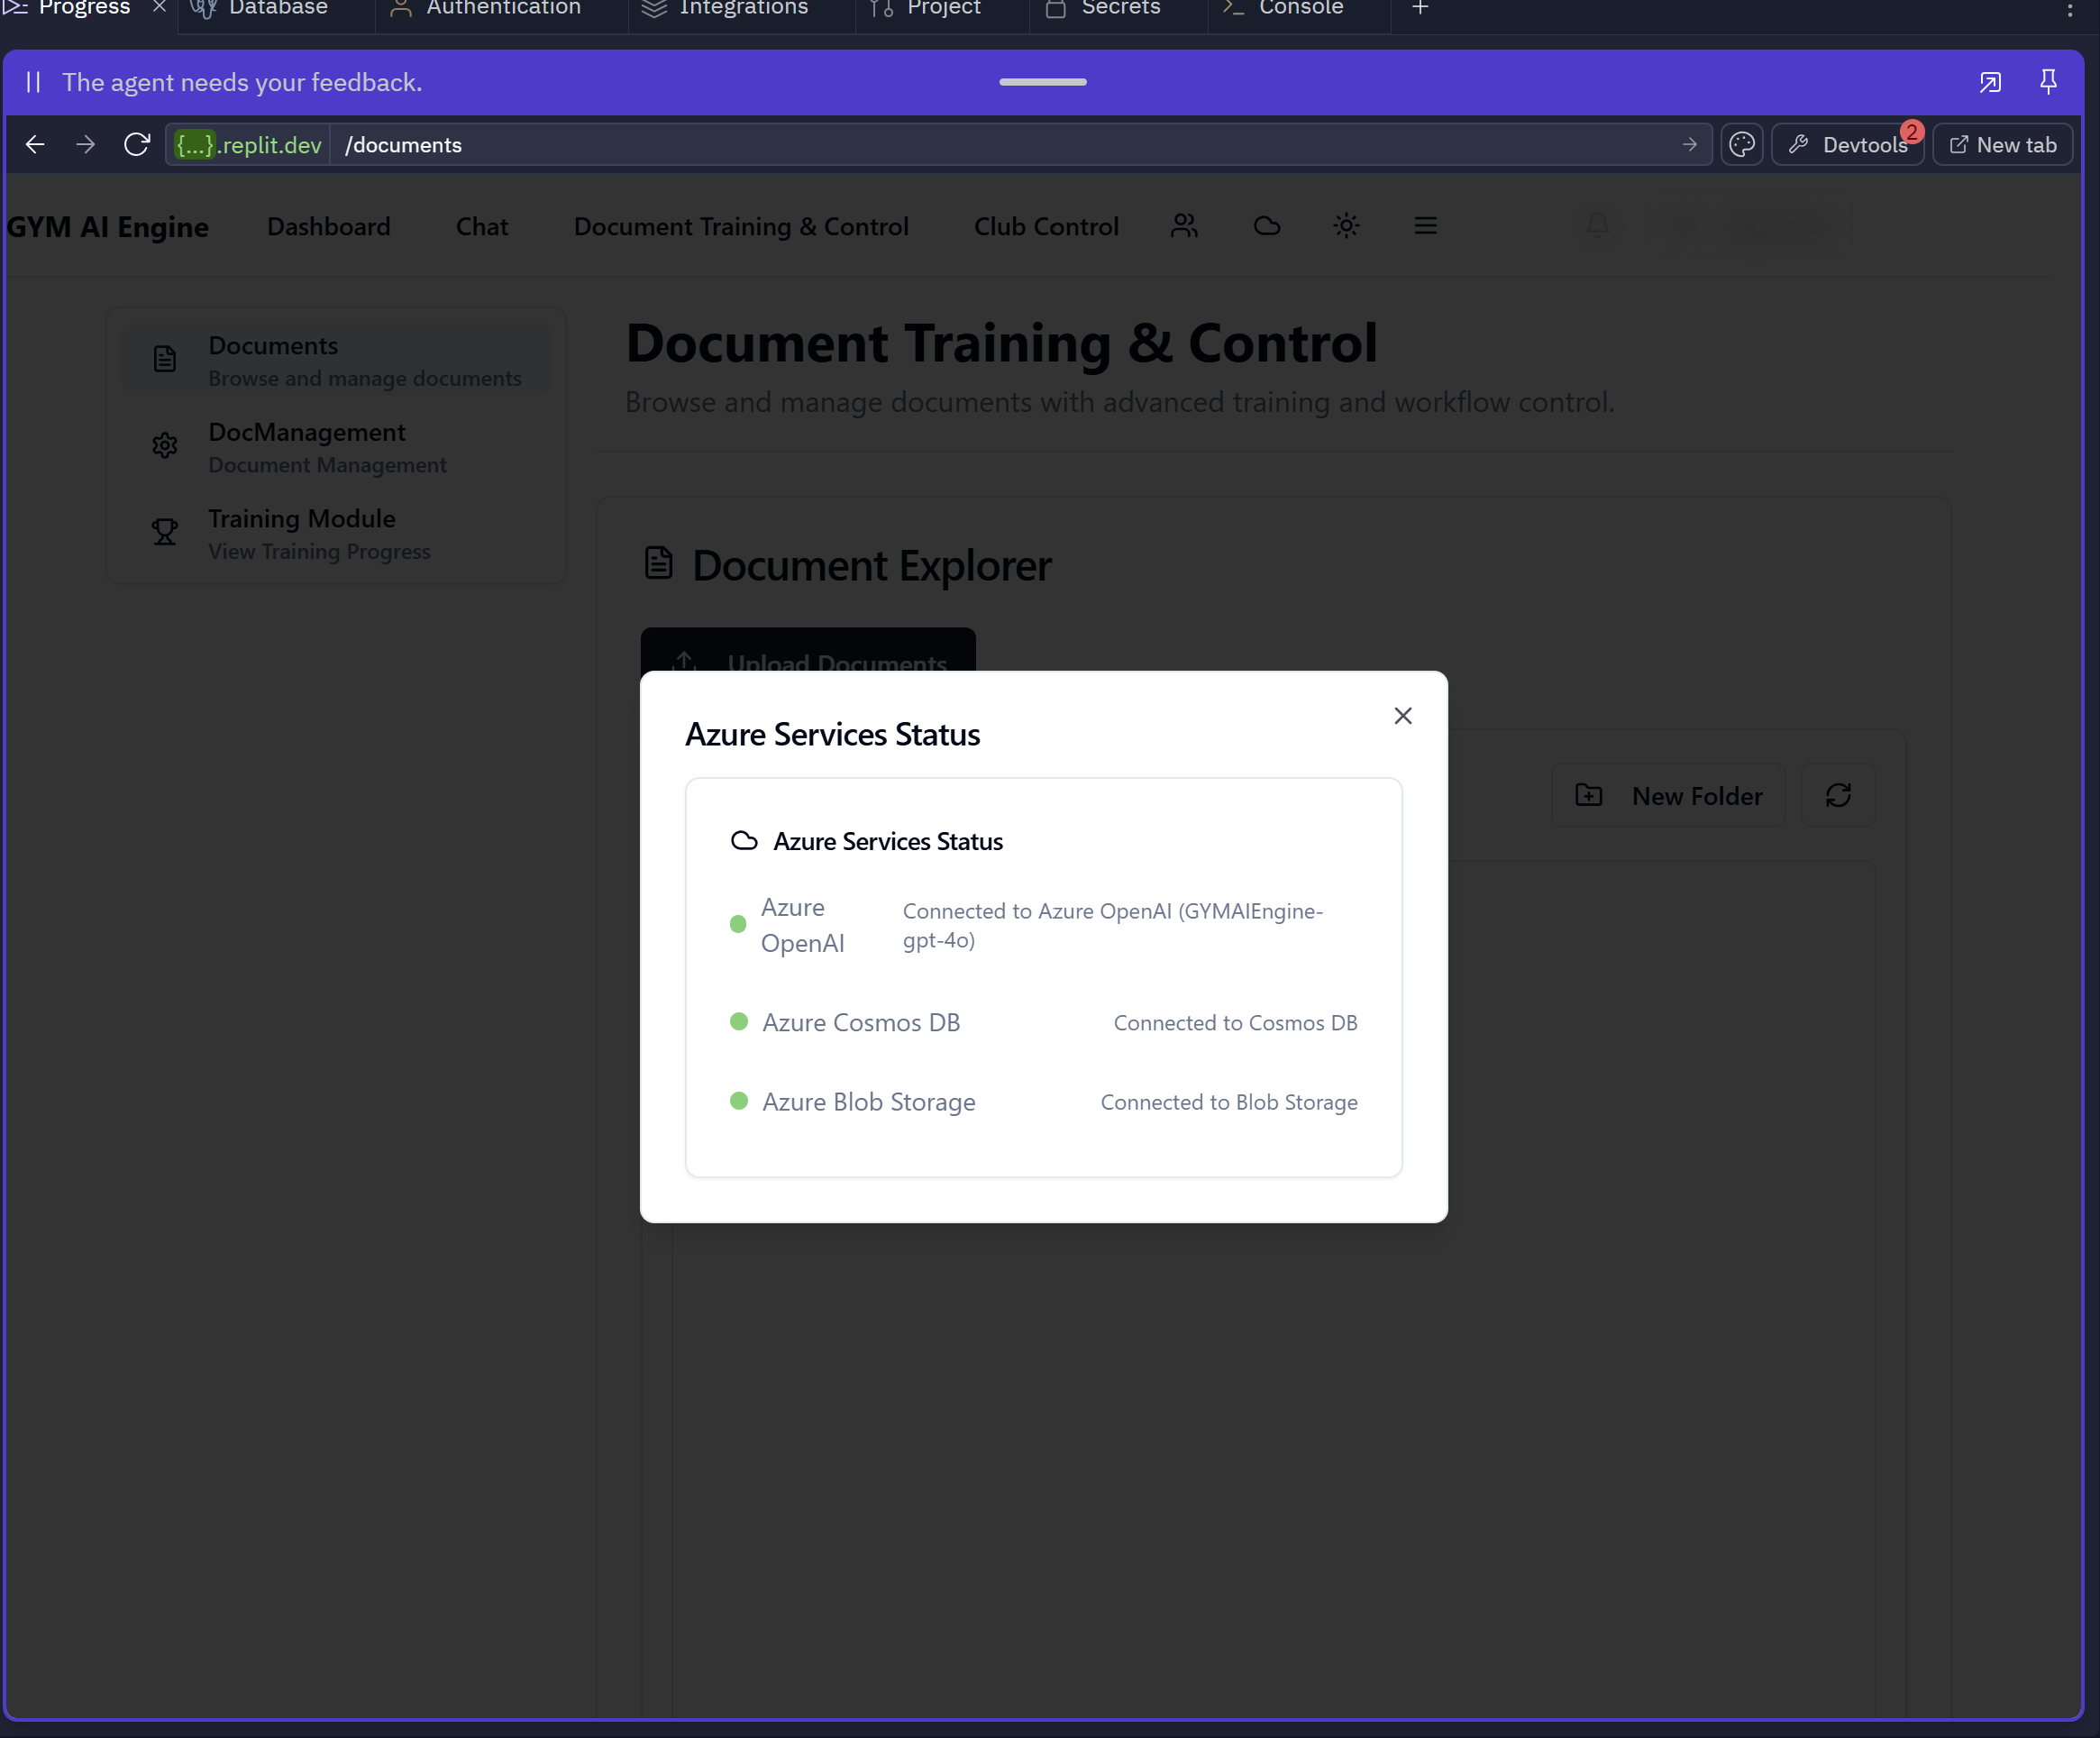 Progress
Database
Authentication
Integrations
Project
Secrets
Console
The agent needs your feedback.
{...}.replit.dev
/documents
Devtools
2
New tab
GYM AI Engine
Dashboard
Chat
Document Training & Control
Club Control
Documents
Browse and manage documents
DocManagement
Document Management
Training Module
View Training Progress
Document Training & Control
Browse and manage documents with advanced training and workflow control.
Document Explorer
Upload Documents
New Folder
Azure Services Status
Azure Services Status
Azure
OpenAI
Connected to Azure OpenAI (GYMAIEngine-
gpt-4o)
Azure Cosmos DB
Connected to Cosmos DB
Azure Blob Storage
Connected to Blob Storage